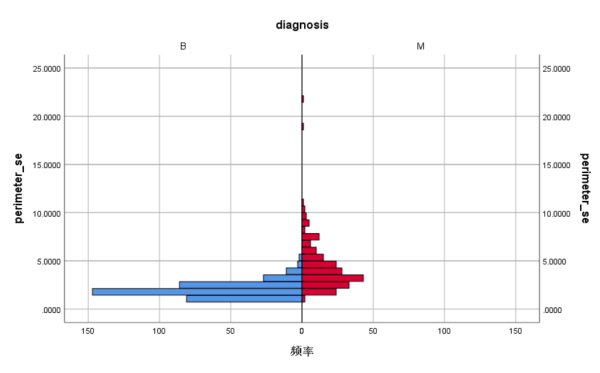 diagnosis
B M
25.0000 25.0000
20.0000 20.0000
15.0000 15.0000
10.0000 10.0000
5.0000 5.0000
.0000 .0000
perimeter_se
perimeter_se
150 100 50 0 50 100 150
频率